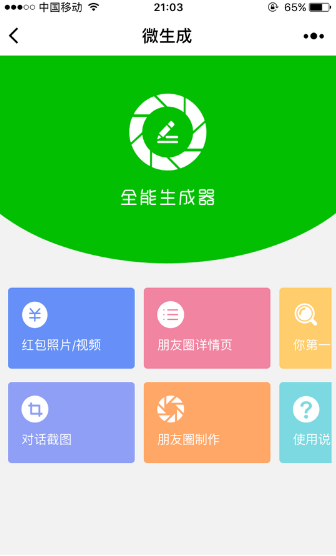 中国移动 21:03 65%
微生成
全能生成器
红包照片/视频 朋友圈详情页 你第一
对话截图 朋友圈制作 使用说